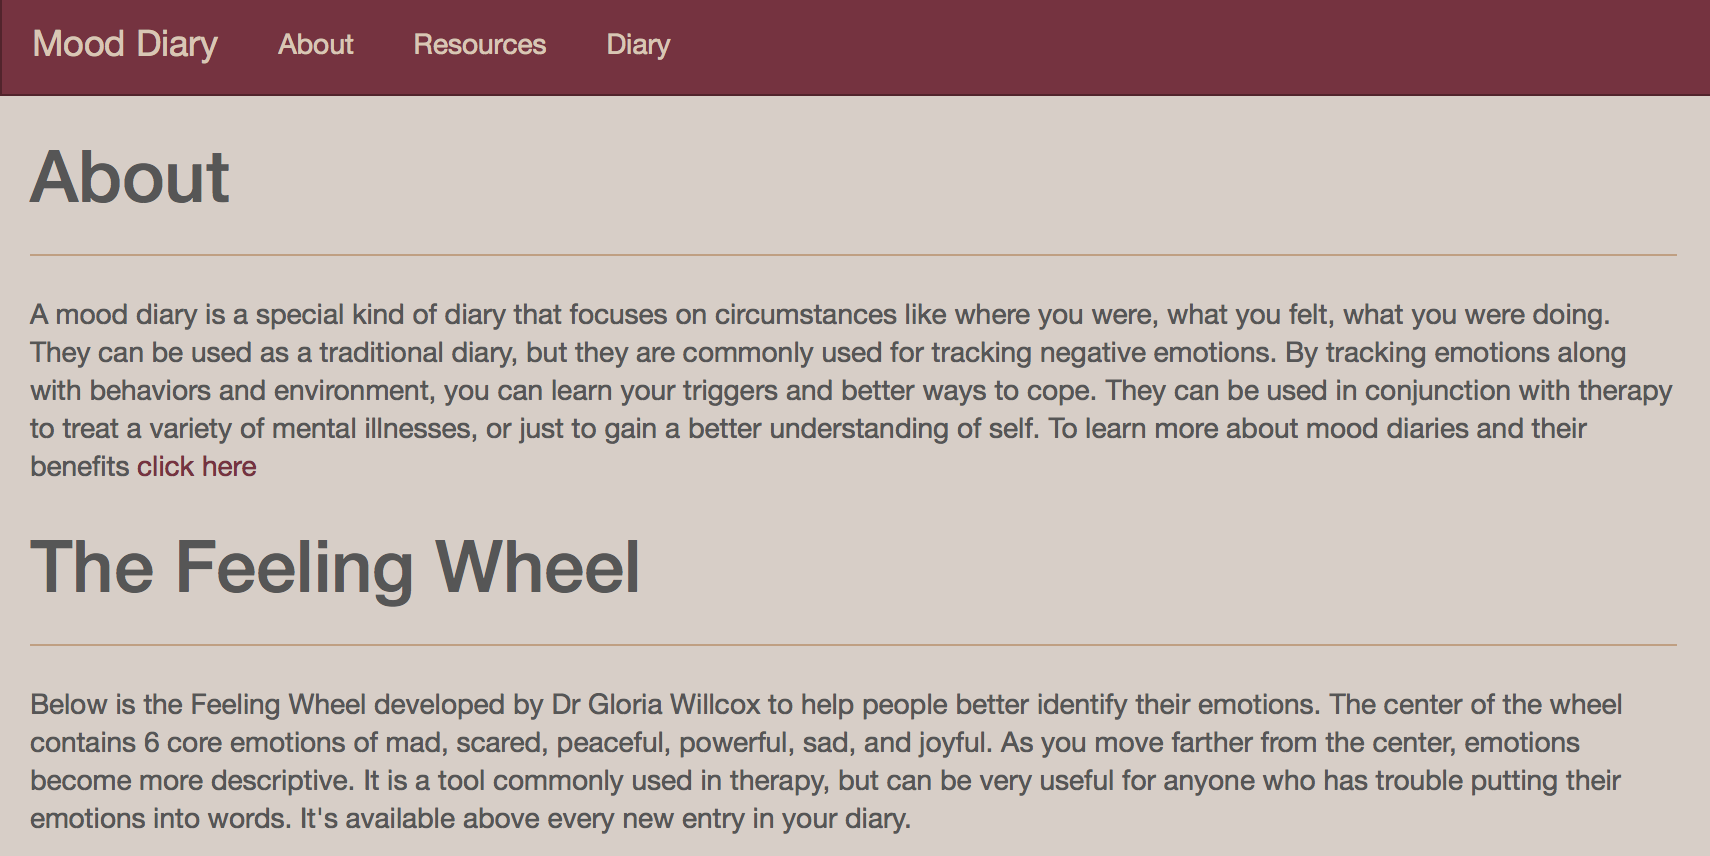 Mood Diary About Resources Diary
About
A mood diary is a special kind of diary that focuses on circumstances like where you were, what you felt, what you were doing.
They can be used as a traditional diary, but they are commonly used for tracking negative emotions. By tracking emotions along
with behaviors and environment, you can learn your triggers and better ways to cope. They can be used in conjunction with therapy
to treat a variety of mental illnesses, or just to gain a better understanding of self. To learn more about mood diaries and their
benefits click here
The Feeling Wheel
Below is the Feeling Wheel developed by Dr Gloria Willcox to help people better identify their emotions. The center of the wheel
contains 6 core emotions of mad, scared, peaceful, powerful, sad, and joyful. As you move farther from the center, emotions
become more descriptive. It is a tool commonly used in therapy, but can be very useful for anyone who has trouble putting their
emotions into words. It's available above every new entry in your diary.